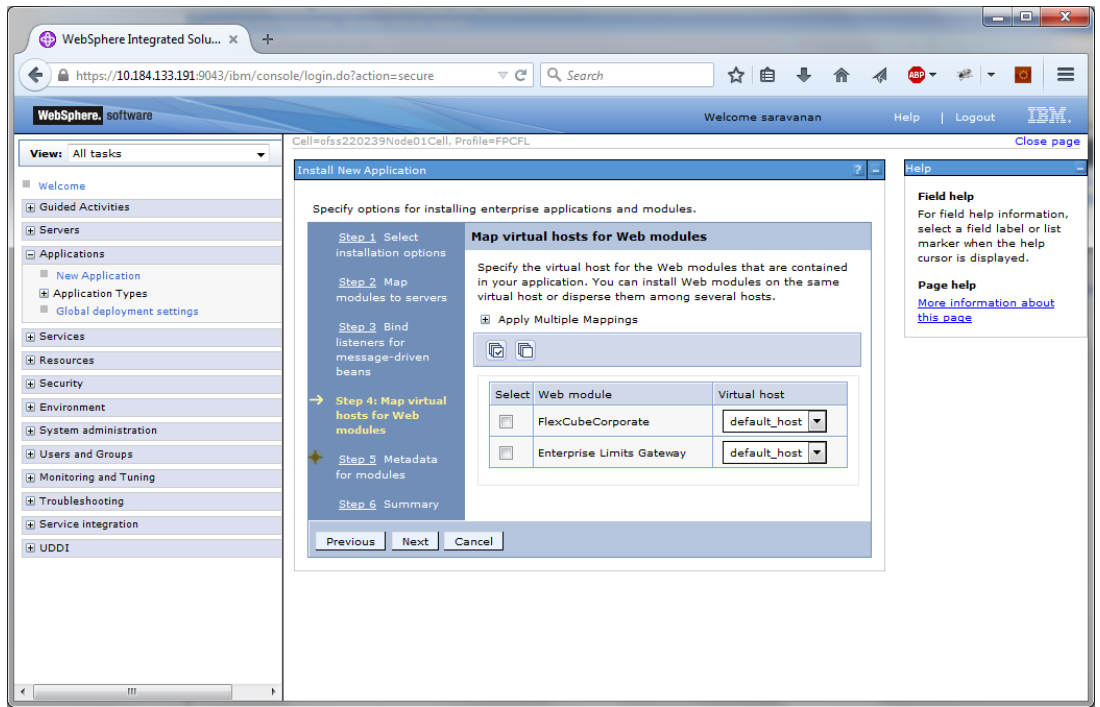 WebSphere Integrated Solu... ×
https://10.184.133.191:9043/ibm/console/login.do?action=secure
Search
ABP
WebSphere. software
Welcome saravanan
Help | Logout
IBM.
View: All tasks
Welcome
Guided Activities
Servers
Applications
New Application
Application Types
Global deployment settings
Services
Resources
Security
Environment
System administration
Users and Groups
Monitoring and Tuning
Troubleshooting
Service integration
UDDI
Cell=ofss220239Node01Cell, Profile=FPCFL
Close page
Install New Application
?
Specify options for installing enterprise applications and modules.
Step 1 Select
installation options
Step 2 Map
modules to servers
Step 3 Bind
listeners for
message-driven
beans
Step 4: Map virtual
hosts for Web
modules
Step 5 Metadata
for modules
Step 6 Summary
Map virtual hosts for Web modules
Specify the virtual host for the Web modules that are contained
in your application. You can install Web modules on the same
virtual host or disperse them among several hosts.
Apply Multiple Mappings
Select Web module Virtual host
FlexCubeCorporate default_host
Enterprise Limits Gateway default_host
Previous Next Cancel
Help
Field help
For field help information,
select a field label or list
marker when the help
cursor is displayed.
Page help
More information about
this page